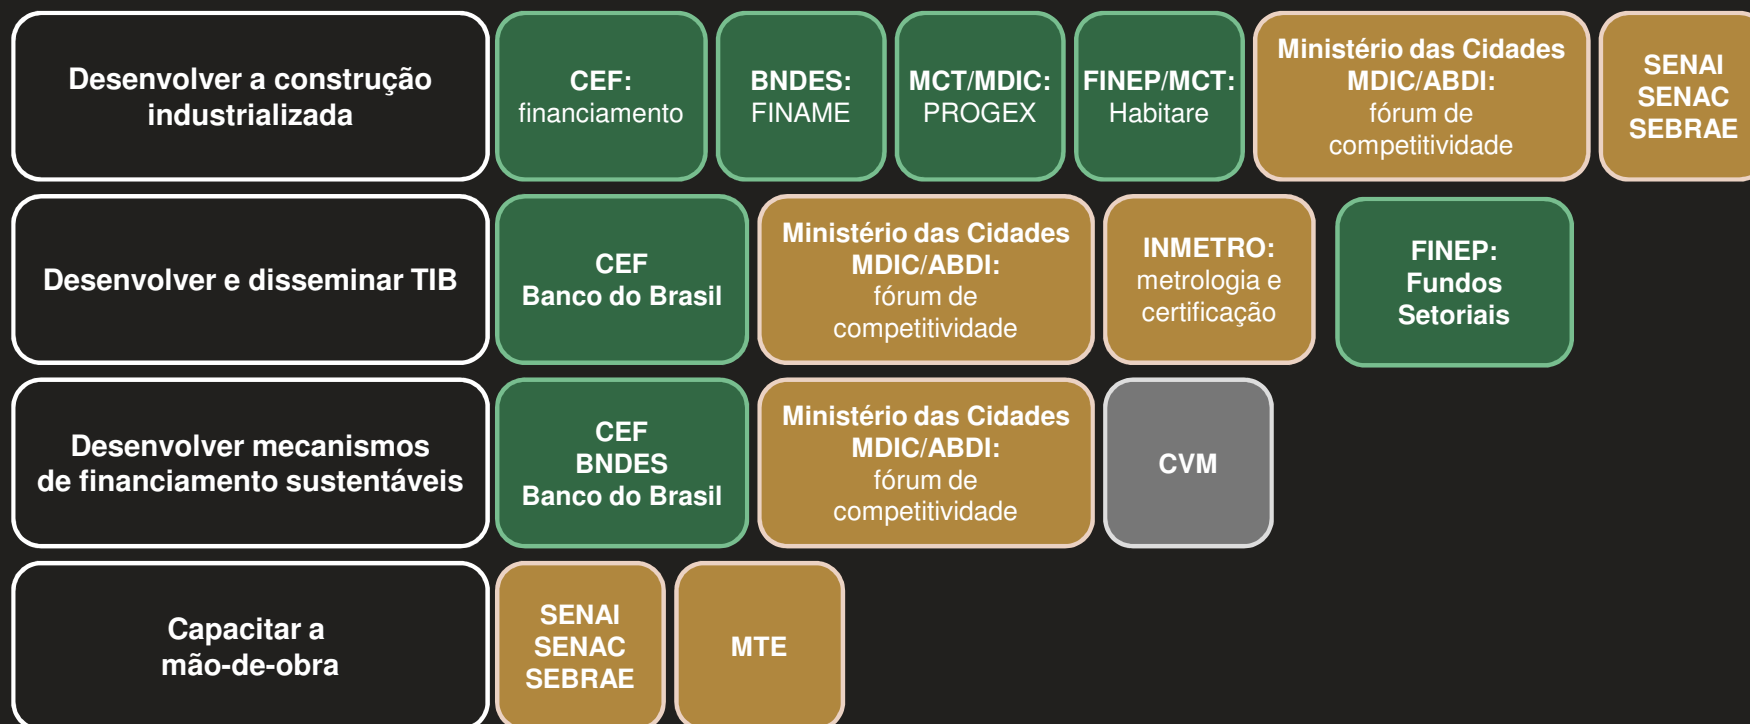 Desenvolver a construção
industrializada
CEF:
financiamento
BNDES:
FINAME
MCT/MDIC:
PROGEX
FINEP/MCT:
Habitare
Ministério das Cidades
MDIC/ABDI:
fórum de
competitividade
SENAI
SENAC
SEBRAE
Desenvolver e disseminar TIB
CEF
Banco do Brasil
Ministério das Cidades
MDIC/ABDI:
fórum de
competitividade
INMETRO:
metrologia e
certificação
FINEP:
Fundos
Setoriais
Desenvolver mecanismos
de financiamento sustentáveis
CEF
BNDES
Banco do Brasil
Ministério das Cidades
MDIC/ABDI:
fórum de
competitividade
CVM
Capacitar a
mão-de-obra
SENAI
SENAC
SEBRAE
MTE